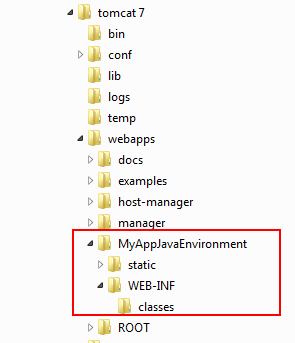 tomcat 7
bin
conf
lib
logs
temp
webapps
docs
examples
host-manager
manager
MyAppJavaEnvironment
static
WEB-INF
classes
ROOT